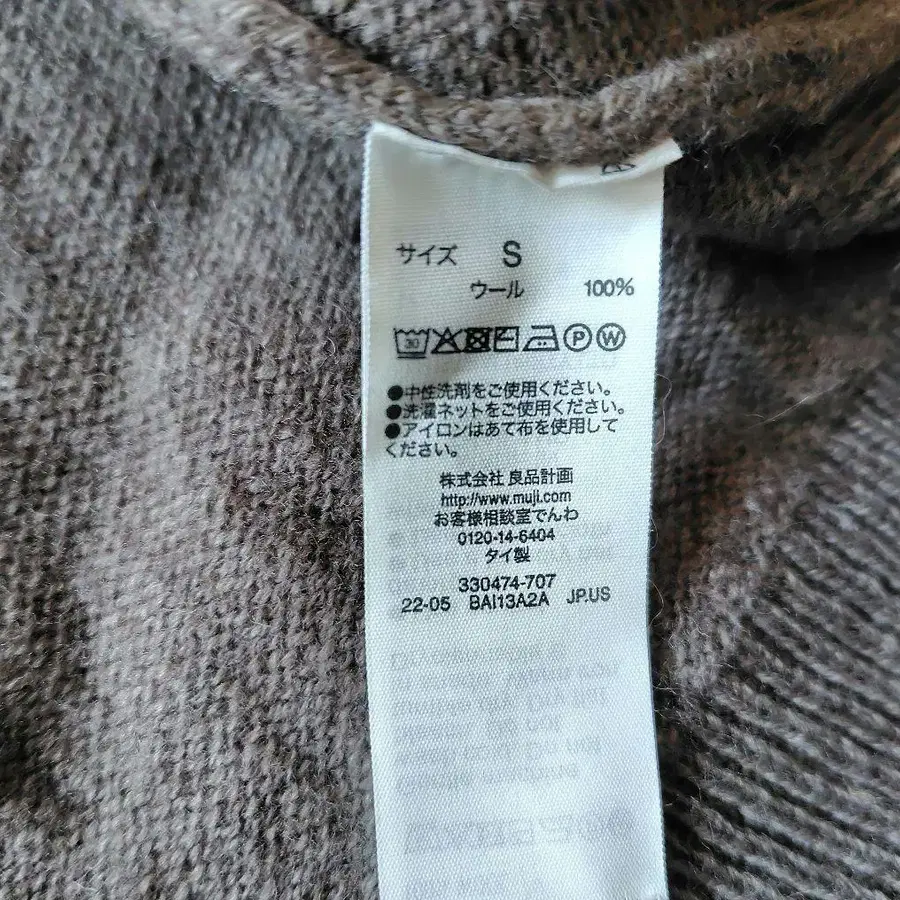 サイズ S
ウール 100%
30 P W
●中性洗剤をご使用ください。
●洗濯ネットをご使用ください。
●アイロンはあて布を使用して
ください。
株式会社 良品計画
http://www.muji.com
お客様相談室でんわ
0120-14-6404
タイ製
330474-707
22-05 BAI13A2A JP.US